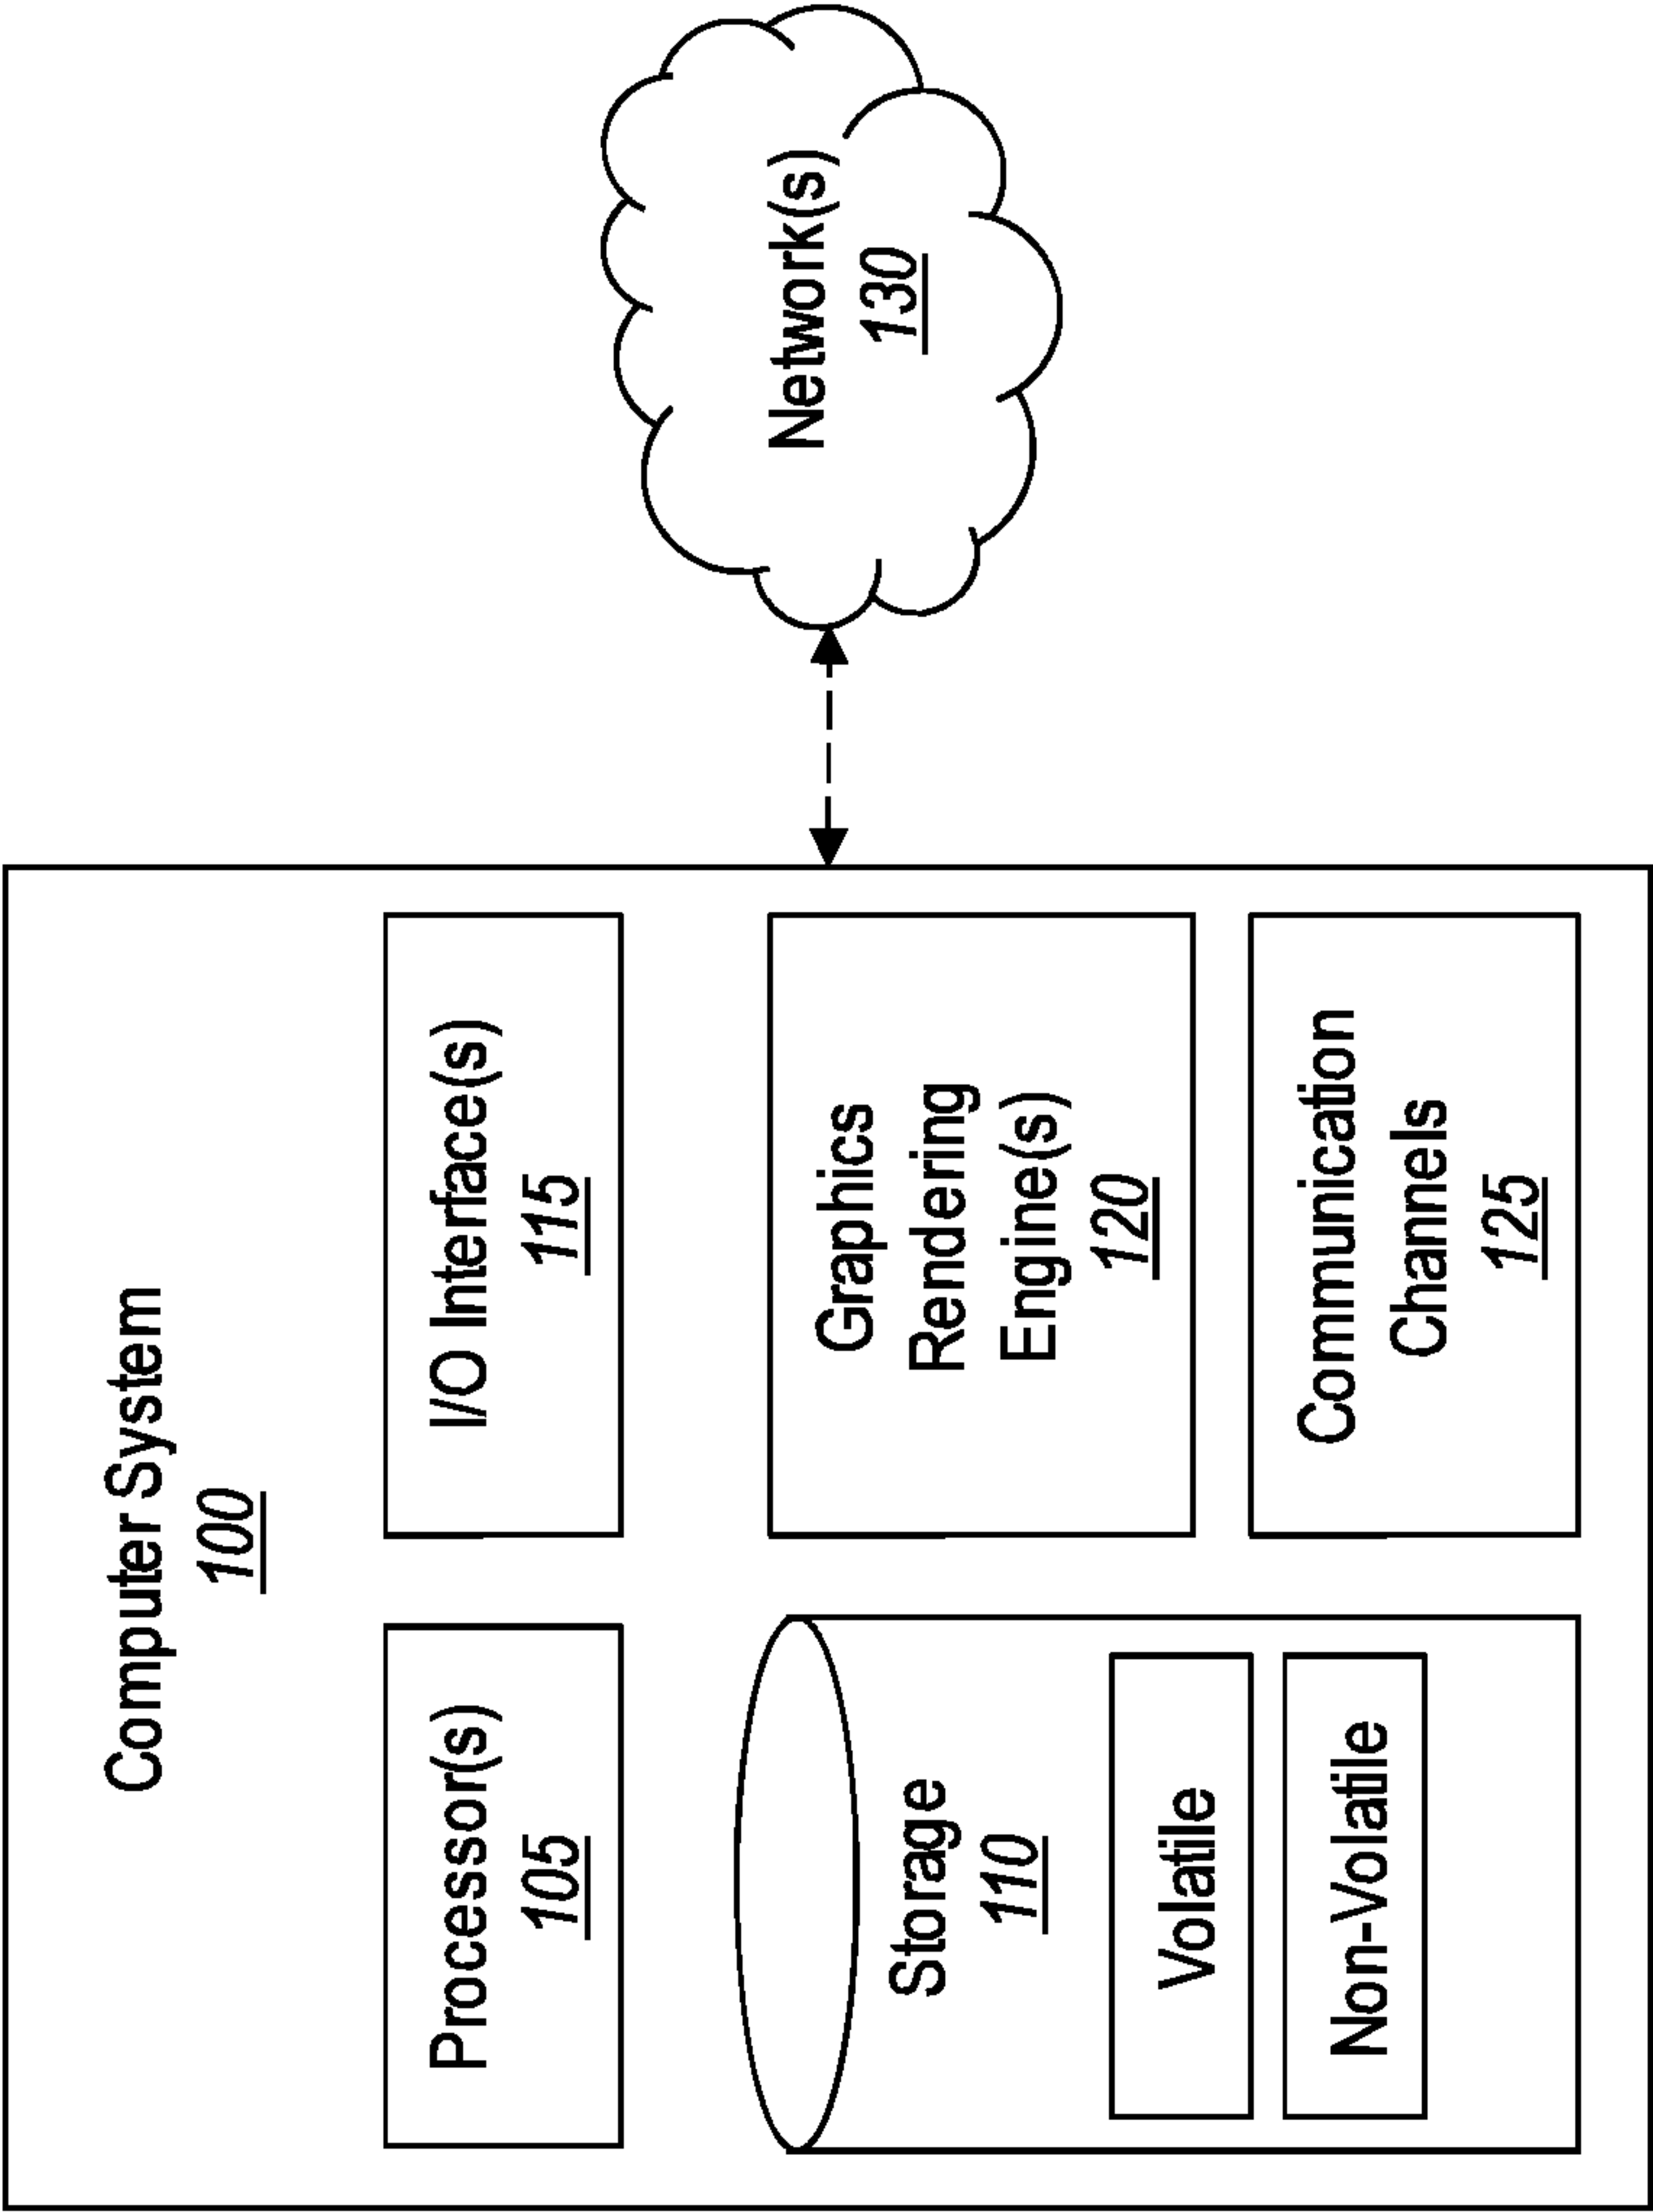 Computer System
100
Processor(s)
105
I/O Interface(s)
115
Storage
110
Volatile
Non-Volatile
Graphics
Rendering
Engine(s)
120
Communication
Channels
125
Network(s)
130